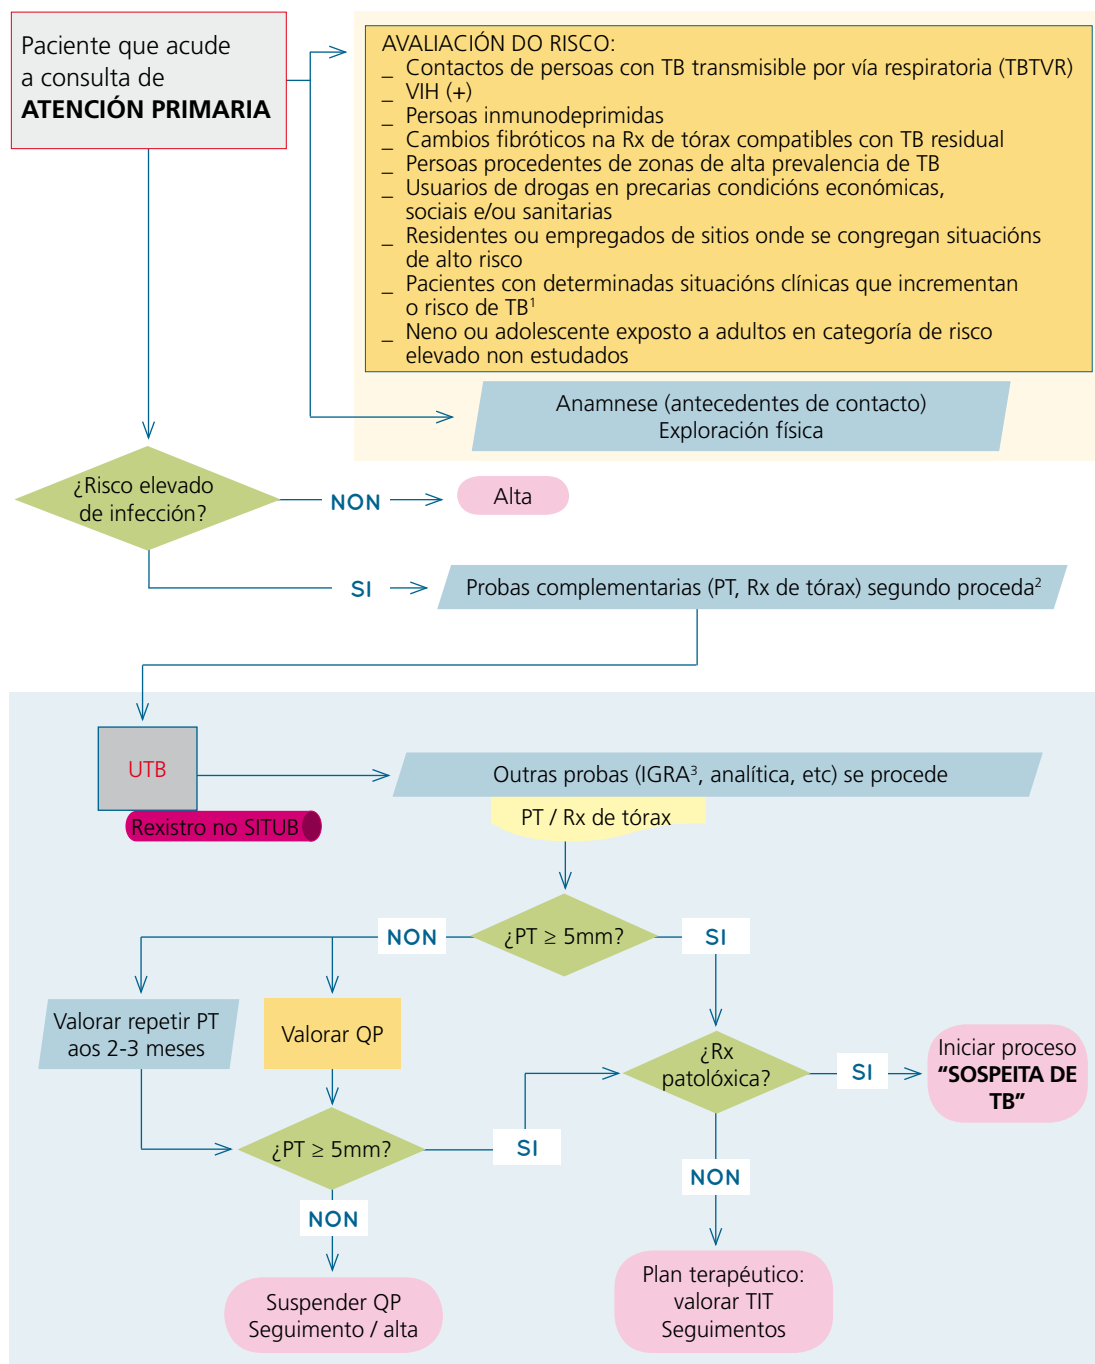 Paciente que acude
a consulta de
ATENCIÓN PRIMARIA
AVALIACIÓN DO RISCO:
_ Contactos de persoas con TB transmisible por vía respiratoria (TBTVR)
_ VIH (+)
_ Persoas inmunodeprimidas
_ Cambios fibróticos na Rx de tórax compatibles con TB residual
_ Persoas procedentes de zonas de alta prevalencia de TB
_ Usuarios de drogas en precarias condicións económicas,
sociais e/ou sanitarias
_ Residentes ou empregados de sitios onde se congregan situacións
de alto risco
_ Pacientes con determinadas situacións clínicas que incrementan
o risco de TB¹
_ Neno ou adolescente exposto a adultos en categoría de risco
elevado non estudados
Anamnese (antecedentes de contacto)
Exploración física
¿Risco elevado
de infección?
NON
Alta
SI
Probas complementarias (PT, Rx de tórax) segundo proceda²
UTB
Rexistro no SITUB
Outras probas (IGRA³, analítica, etc) se procede
PT / Rx de tórax
¿PT ≥ 5mm?
NON
SI
Valorar repetir PT
aos 2-3 meses
Valorar QP
¿Rx
patolóxica?
SI
Iniciar proceso
“SOSPEITA DE
TB”
¿PT ≥ 5mm?
SI
NON
NON
Suspender QP
Seguimento / alta
Plan terapéutico:
valorar TIT
Seguimentos